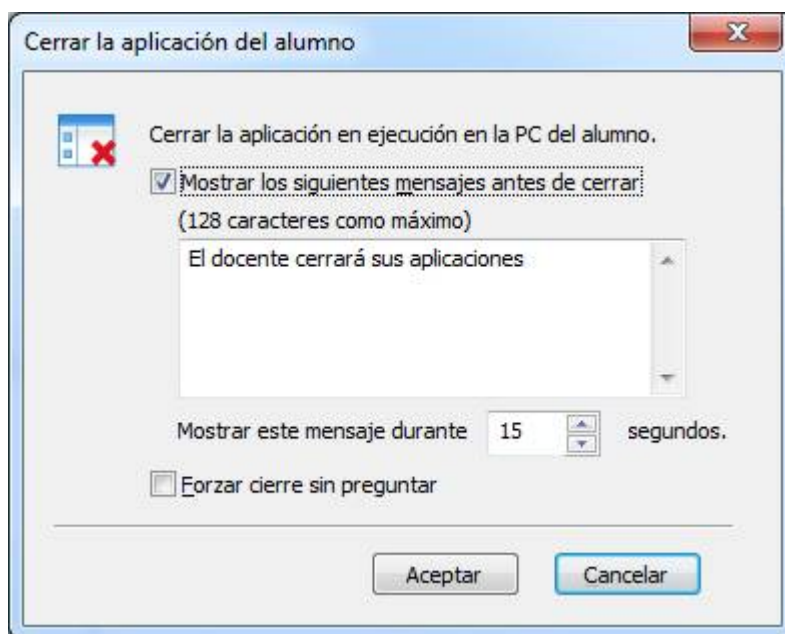 Cerrar la aplicación del alumno
Cerrar la aplicación en ejecución en la PC del alumno.
Mostrar los siguientes mensajes antes de cerrar
(128 caracteres como máximo)
El docente cerrará sus aplicaciones
Mostrar este mensaje durante 15 segundos.
Forzar cierre sin preguntar
Aceptar Cancelar